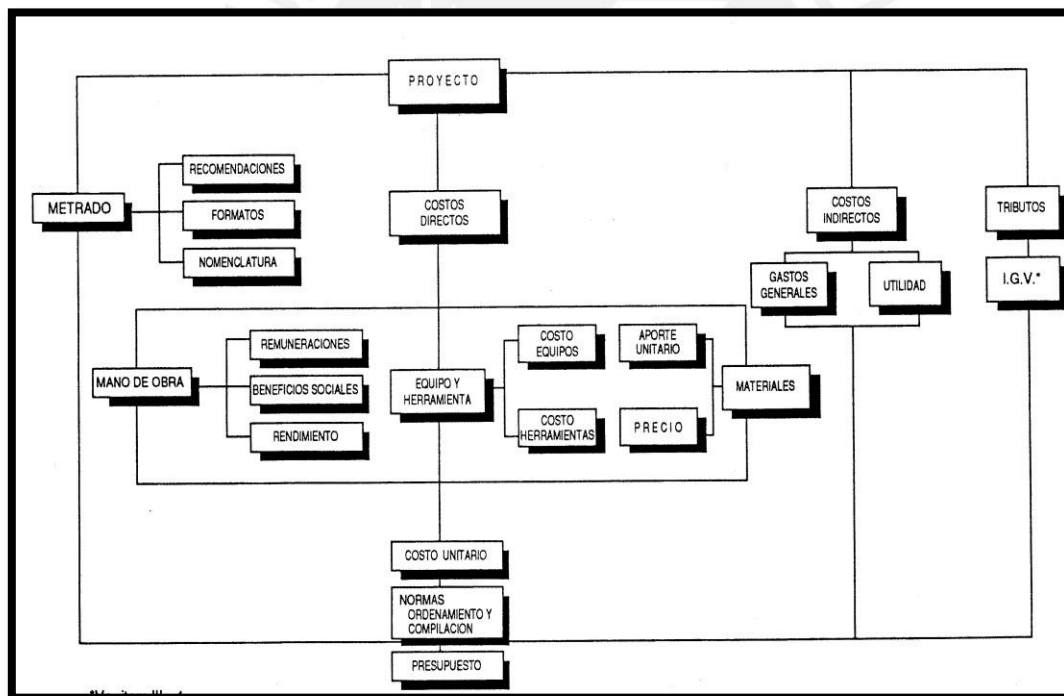 PROYECTO
RECOMENDACIONES
METRADO
FORMATOS
NOMENCLATURA
COSTOS
DIRECTOS
COSTOS
INDIRECTOS
TRIBUTOS
GASTOS
GENERALES
UTILIDAD
I.G.V.*
MANO DE OBRA
REMUNERACIONES
BENEFICIOS SOCIALES
RENDIMIENTO
EQUIPO Y
HERRAMIENTA
COSTO
EQUIPOS
COSTO
HERRAMIENTAS
APORTE
UNITARIO
PRECIO
MATERIALES
COSTO UNITARIO
NORMAS
ORDENAMIENTO Y
COMPILACION
PRESUPUESTO